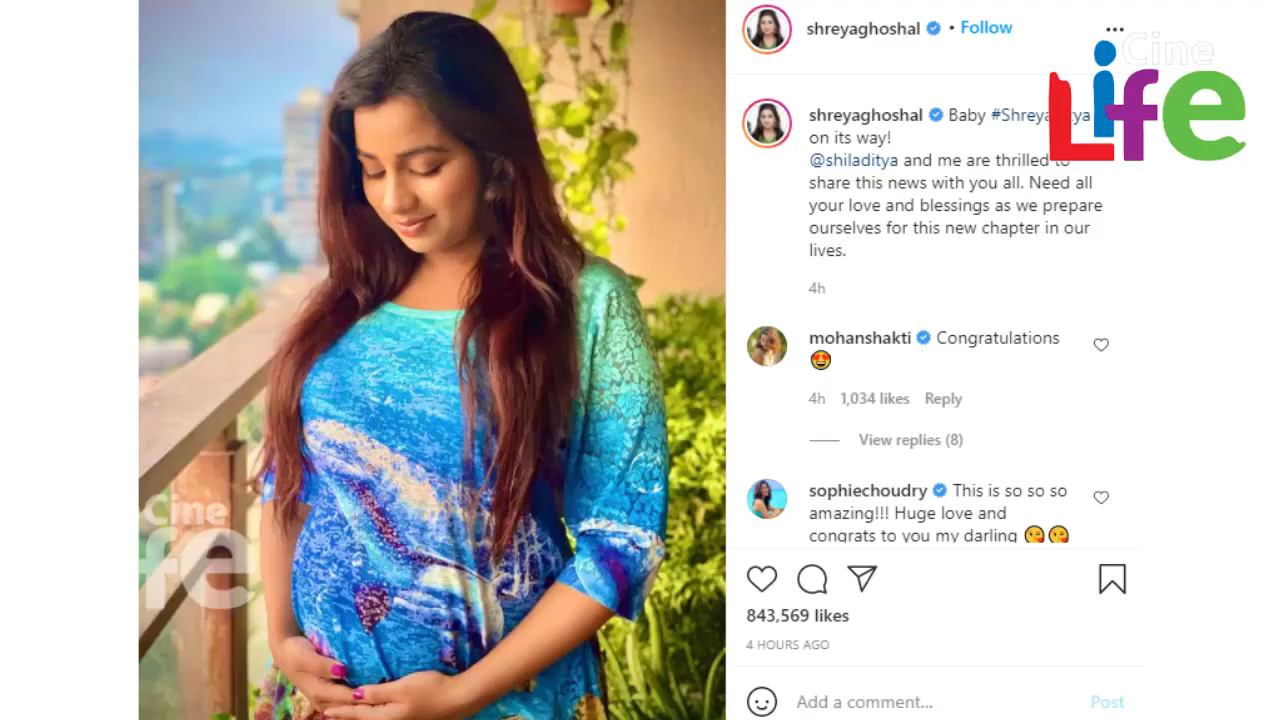 shreyaghoshal • Follow
Cine
Life
shreyaghoshal Baby #Shreyaditya
on its way!
@shiladitya and me are thrilled to
share this news with you all. Need all
your love and blessings as we prepare
ourselves for this new chapter in our
lives.
4h
mohanshakti Congratulations
😍
4h 1,034 likes Reply
View replies (8)
sophiechoudry This is so so so
amazing!!! Huge love and
congrats to you my darling 😘😘
843,569 likes
4 HOURS AGO
Add a comment... Post
Cine
fe